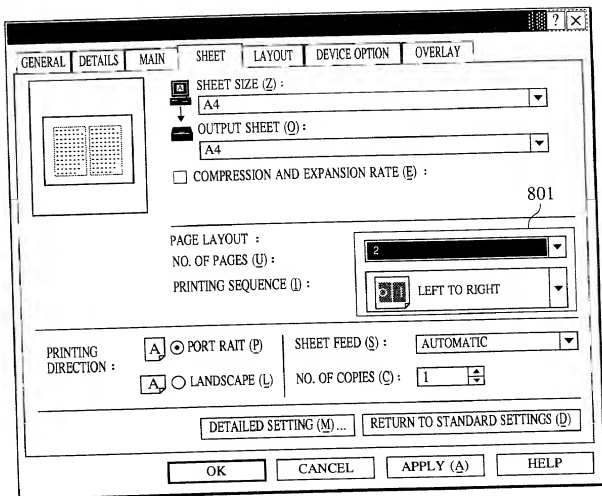 ?
GENERAL DETAILS MAIN SHEET LAYOUT DEVICE OPTION OVERLAY
SHEET SIZE (Z) :
A4
OUTPUT SHEET (O) :
A4
COMPRESSION AND EXPANSION RATE (E) :
801
PAGE LAYOUT :
NO. OF PAGES (U) : 2
PRINTING SEQUENCE (I) : LEFT TO RIGHT
PRINTING DIRECTION :
A PORT RAIT (P)
A LANDSCAPE (L)
SHEET FEED (S) : AUTOMATIC
NO. OF COPIES (C) : 1
DETAILED SETTING (M)... RETURN TO STANDARD SETTINGS (D)
OK CANCEL APPLY (A) HELP